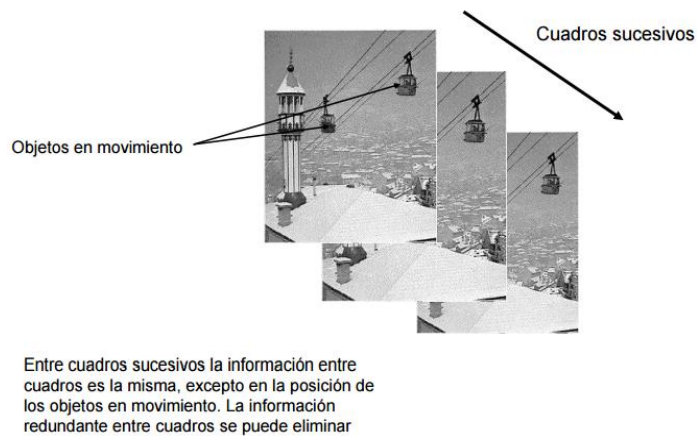 Cuadros sucesivos
Objetos en movimiento
Entre cuadros sucesivos la información entre
cuadros es la misma, excepto en la posición de
los objetos en movimiento. La información
redundante entre cuadros se puede eliminar